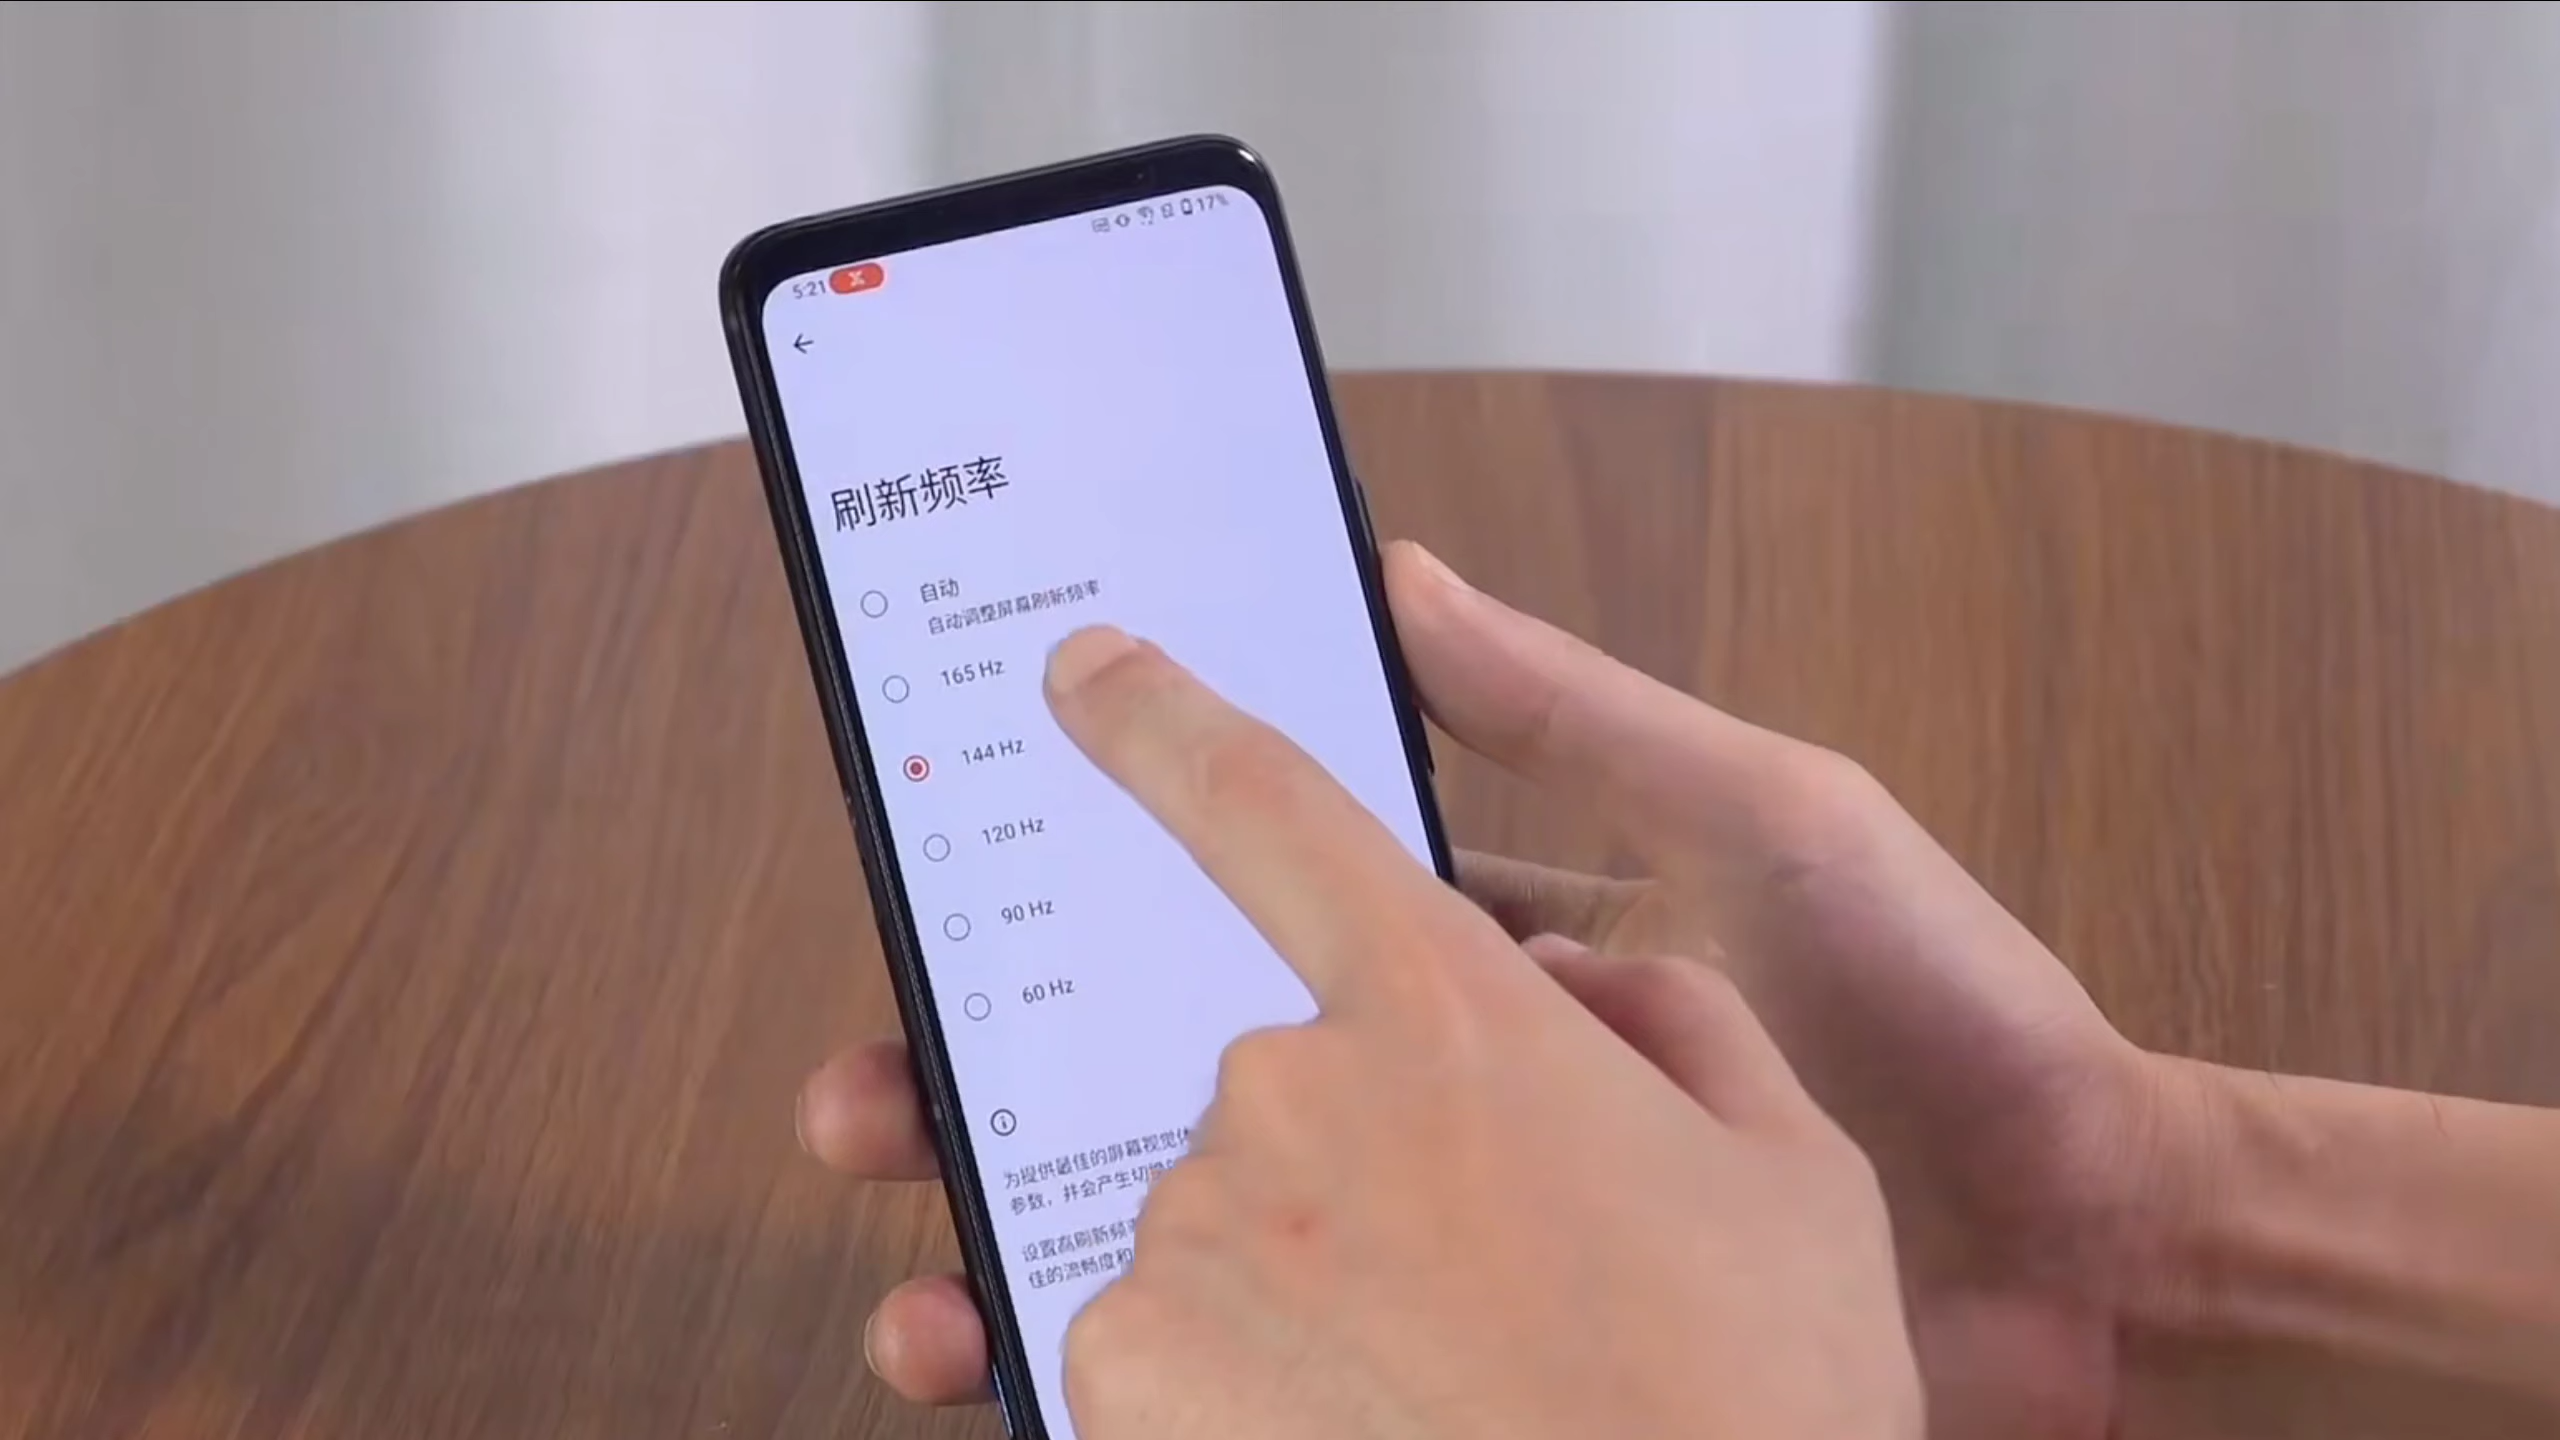 5:21
17%
刷新频率
自动
自动调整屏幕刷新频率
165 Hz
144 Hz
120 Hz
90 Hz
60 Hz
为提供最佳的屏幕视觉体
参数，并会产生切换
设置高刷新频率
佳的流畅度和